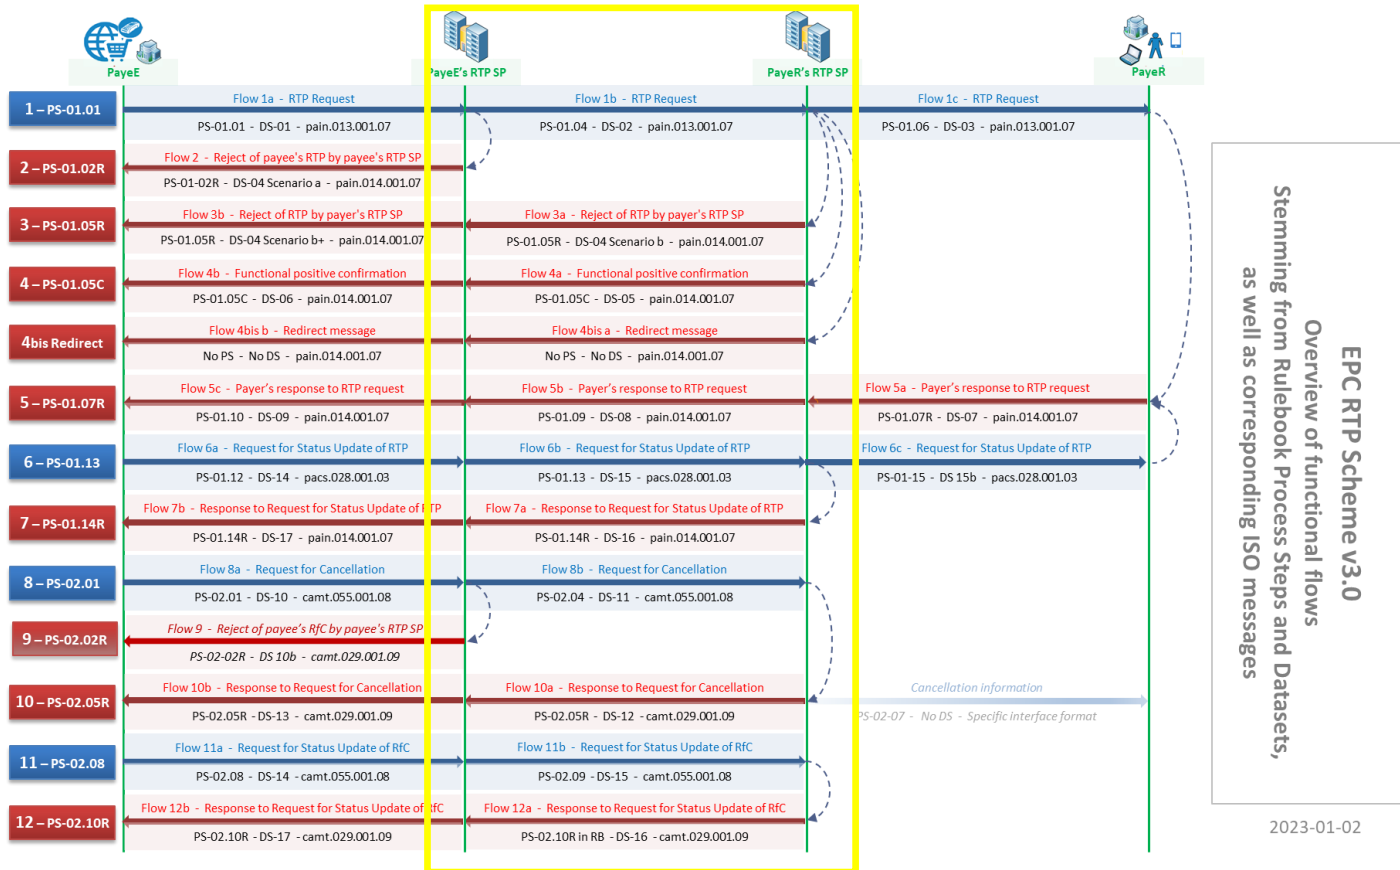 PayeE
PayeE's RTP SP
PayeR's RTP SP
PayeR
1 – PS-01.01
Flow 1a - RTP Request
Flow 1b - RTP Request
Flow 1c - RTP Request
PS-01.01 - DS-01 - pain.013.001.07
PS-01.04 - DS-02 - pain.013.001.07
PS-01.06 - DS-03 - pain.013.001.07
2 – PS-01.02R
Flow 2 - Reject of payee's RTP by payee's RTP SP
PS-01-02R - DS-04 Scenario a - pain.014.001.07
3 – PS-01.05R
Flow 3b - Reject of RTP by payer's RTP SP
Flow 3a - Reject of RTP by payer's RTP SP
PS-01.05R - DS-04 Scenario b+ - pain.014.001.07
PS-01.05R - DS-04 Scenario b - pain.014.001.07
4 – PS-01.05C
Flow 4b - Functional positive confirmation
Flow 4a - Functional positive confirmation
PS-01.05C - DS-06 - pain.014.001.07
PS-01.05C - DS-05 - pain.014.001.07
4bis Redirect
Flow 4bis b - Redirect message
Flow 4bis a - Redirect message
No PS - No DS - pain.014.001.07
No PS - No DS - pain.014.001.07
5 – PS-01.07R
Flow 5c - Payer's response to RTP request
Flow 5b - Payer's response to RTP request
Flow 5a - Payer's response to RTP request
PS-01.10 - DS-09 - pain.014.001.07
PS-01.09 - DS-08 - pain.014.001.07
PS-01.07R - DS-07 - pain.014.001.07
6 – PS-01.13
Flow 6a - Request for Status Update of RTP
Flow 6b - Request for Status Update of RTP
Flow 6c - Request for Status Update of RTP
PS-01.12 - DS-14 - pacs.028.001.03
PS-01.13 - DS-15 - pacs.028.001.03
PS-01-15 - DS 15b - pacs.028.001.03
7 – PS-01.14R
Flow 7b - Response to Request for Status Update of RTP
Flow 7a - Response to Request for Status Update of RTP
PS-01.14R - DS-17 - pain.014.001.07
PS-01.14R - DS-16 - pain.014.001.07
8 – PS-02.01
Flow 8a - Request for Cancellation
Flow 8b - Request for Cancellation
PS-02.01 - DS-10 - camt.055.001.08
PS-02.04 - DS-11 - camt.055.001.08
9 – PS-02.02R
Flow 9 - Reject of payee's RfC by payee's RTP SP
PS-02-02R - DS 10b - camt.029.001.09
10 – PS-02.05R
Flow 10b - Response to Request for Cancellation
Flow 10a - Response to Request for Cancellation
Cancellation information
PS-02.05R - DS-13 - camt.029.001.09
PS-02.05R - DS-12 - camt.029.001.09
PS-02-07 - No DS - Specific interface format
11 – PS-02.08
Flow 11a - Request for Status Update of RfC
Flow 11b - Request for Status Update of RfC
PS-02.08 - DS-14 - camt.055.001.08
PS-02.09 - DS-15 - camt.055.001.08
12 – PS-02.10R
Flow 12b - Response to Request for Status Update of RfC
Flow 12a - Response to Request for Status Update of RfC
PS-02.10R - DS-17 - camt.029.001.09
PS-02.10R in RB - DS-16 - camt.029.001.09
EPC RTP Scheme v3.0
Overview of functional flows
Stemming from Rulebook Process Steps and Datasets,
as well as corresponding ISO messages
2023-01-02